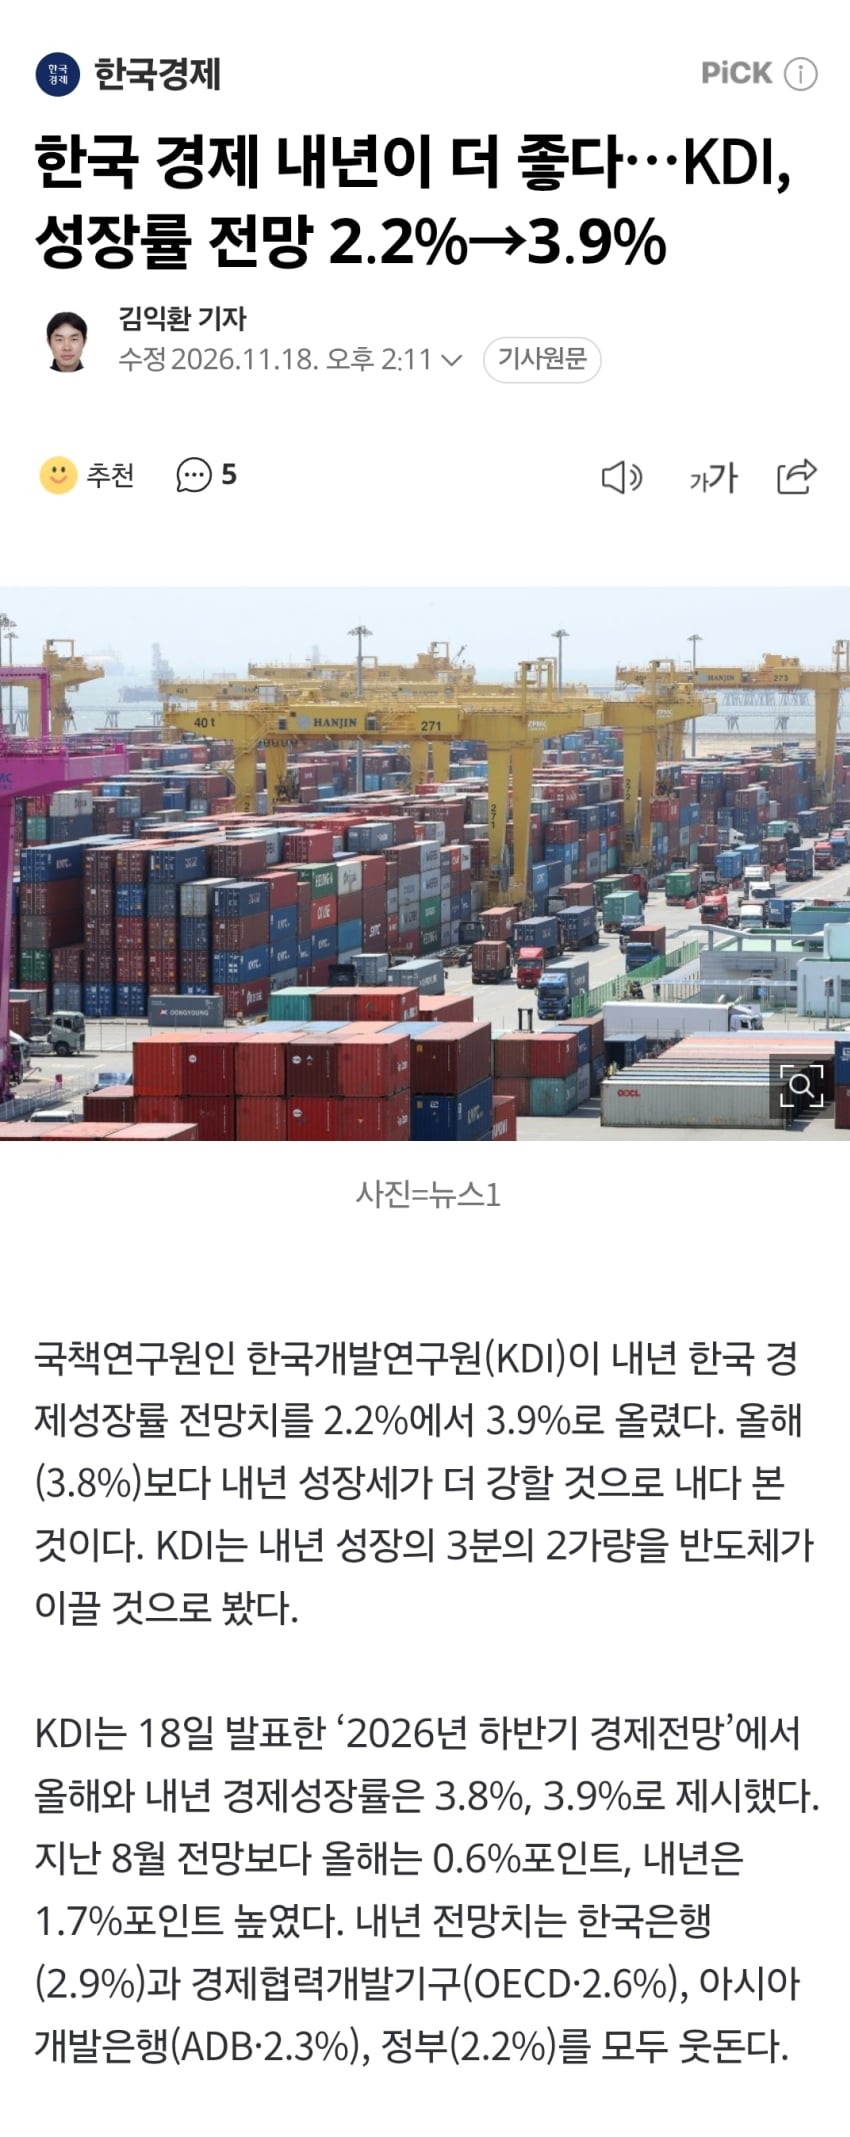 한국경제
한국
경제
PiCK
한국 경제 내년이 더 좋다…KDI,
성장률 전망 2.2%→3.9%
김익환 기자
수정 2026.11.18. 오후 2:11
기사원문
추천
5
가가
40 t
HANJIN
271
HANJIN
273
271
272
DONGYOUNG
OOCL
사진=뉴스1
국책연구원인 한국개발연구원(KDI)이 내년 한국 경
제성장률 전망치를 2.2%에서 3.9%로 올렸다. 올해
(3.8%)보다 내년 성장세가 더 강할 것으로 내다 본
것이다. KDI는 내년 성장의 3분의 2가량을 반도체가
이끌 것으로 봤다.
KDI는 18일 발표한 ‘2026년 하반기 경제전망’에서
올해와 내년 경제성장률은 3.8%, 3.9%로 제시했다.
지난 8월 전망보다 올해는 0.6%포인트, 내년은
1.7%포인트 높였다. 내년 전망치는 한국은행
(2.9%)과 경제협력개발기구(OECD·2.6%), 아시아
개발은행(ADB·2.3%), 정부(2.2%)를 모두 웃돈다.